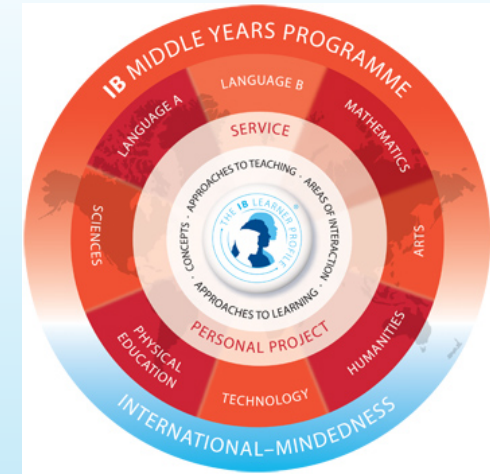 IB MIDDLE YEARS PROGRAMME
LANGUAGE A
LANGUAGE B
MATHEMATICS
SCIENCES
ARTS
PHYSICAL
EDUCATION
TECHNOLOGY
HUMANITIES
SERVICE
PERSONAL PROJECT
· CONCEPTS · APPROACHES TO TEACHING · AREAS OF INTERACTION
· APPROACHES TO LEARNING ·
THE IB LEARNER PROFILE
®
INTERNATIONAL–MINDEDNESS